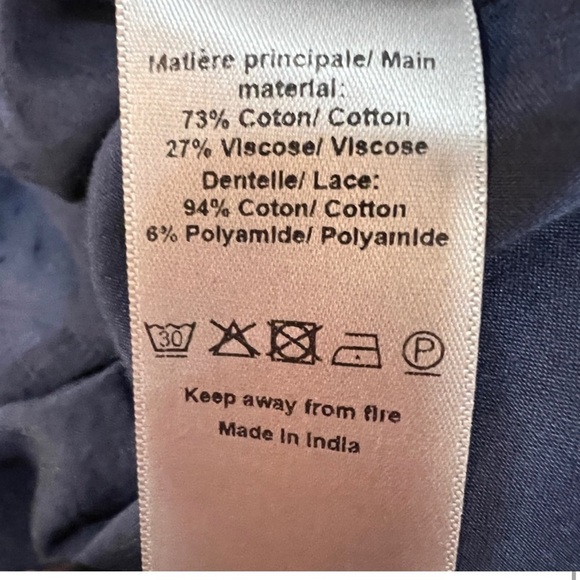 Matière principale/ Main
material:
73% Coton/ Cotton
27% Viscose/ Viscose
Dentelle/ Lace:
94% Coton/ Cotton
6% Polyamide/ Polyamide
30 P
Keep away from fire
Made in India